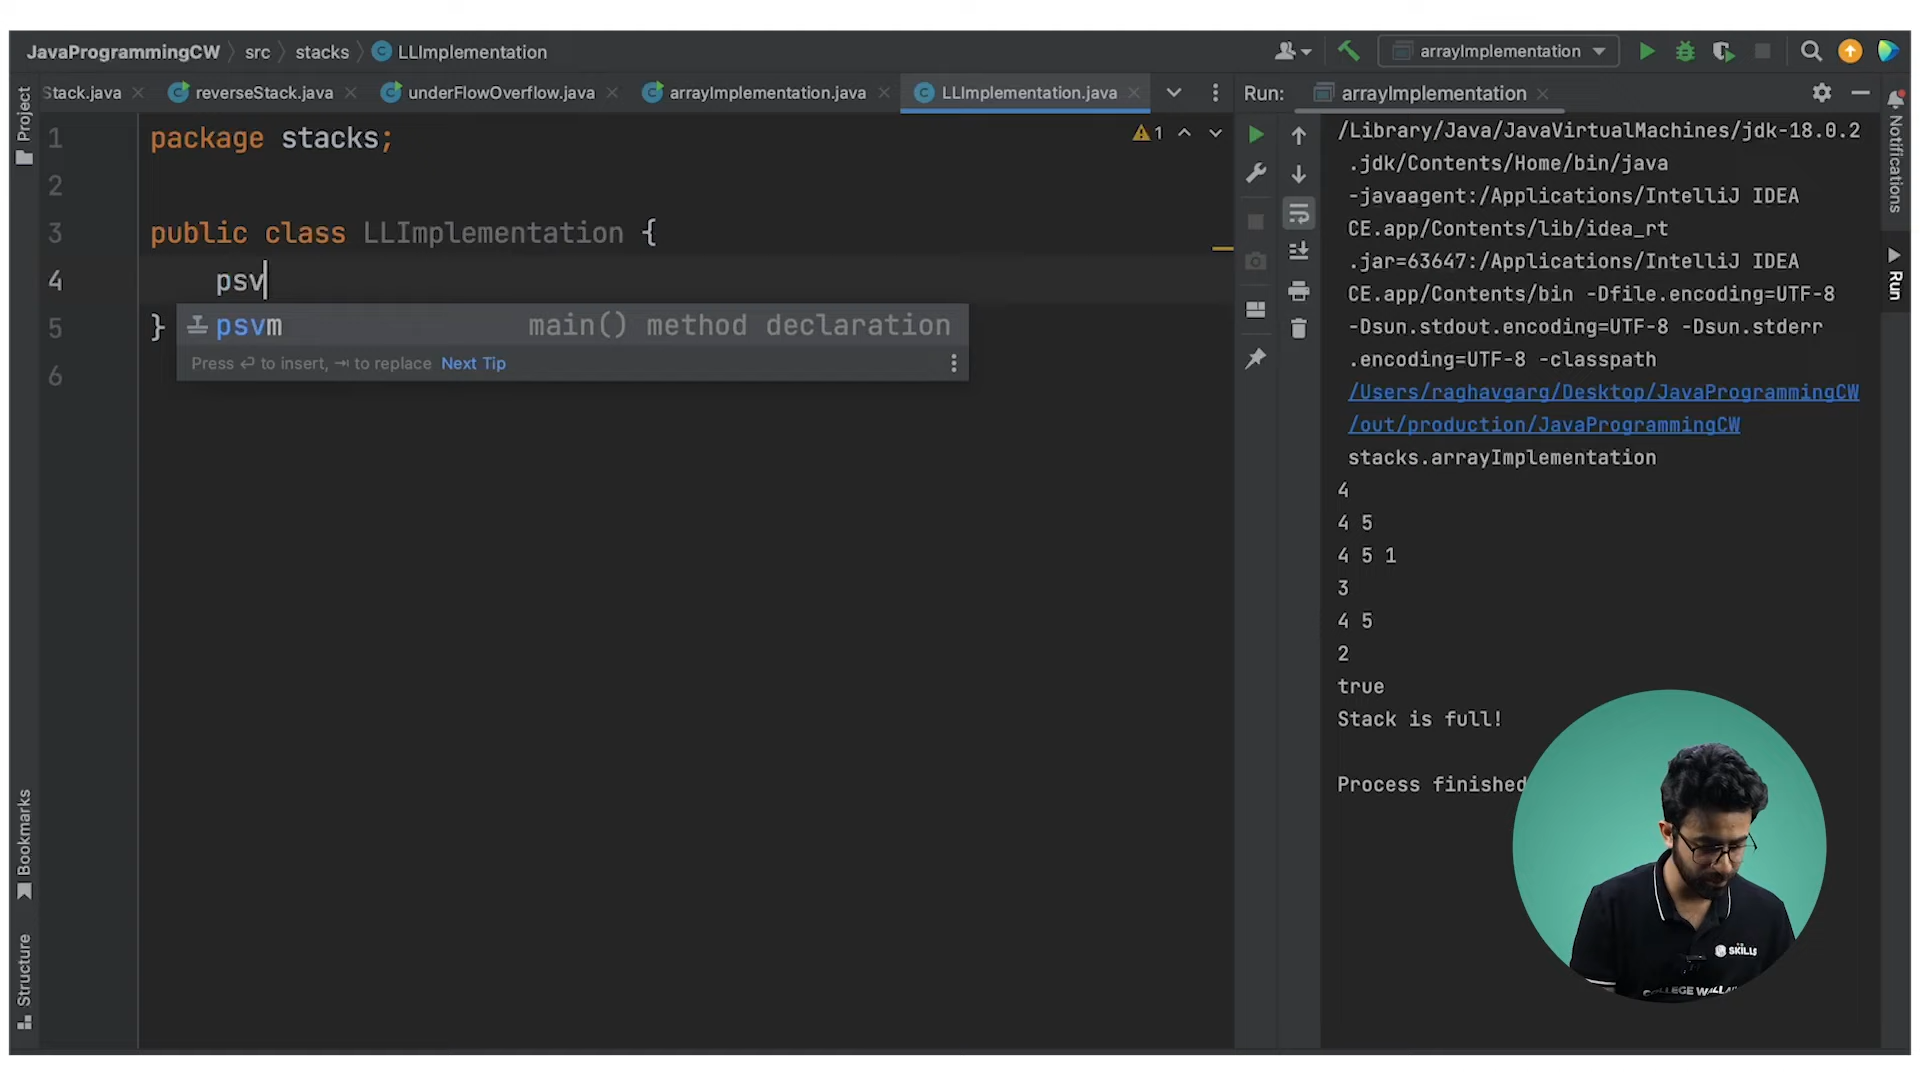 JavaProgrammingCW src stacks LLImplementation
arrayImplementation
Stack.java reverseStack.java underFlowOverflow.java arrayImplementation.java LLImplementation.java
Run: arrayImplementation
Project
1 package stacks;
1
2
3 public class LLImplementation {
4 psv
5 }
psvm main() method declaration
Press ↩ to insert, ⇥ to replace Next Tip
6
/Library/Java/JavaVirtualMachines/jdk-18.0.2
.jdk/Contents/Home/bin/java
-javaagent:/Applications/IntelliJ IDEA
CE.app/Contents/lib/idea_rt
.jar=63647:/Applications/IntelliJ IDEA
CE.app/Contents/bin -Dfile.encoding=UTF-8
-Dsun.stdout.encoding=UTF-8 -Dsun.stderr
.encoding=UTF-8 -classpath
/Users/raghavgarg/Desktop/JavaProgrammingCW
/out/production/JavaProgrammingCW
stacks.arrayImplementation
4
4 5
4 5 1
3
4 5
2
true
Stack is full!
Process finished
Notifications
Run
Bookmarks
Structure
SKILLS